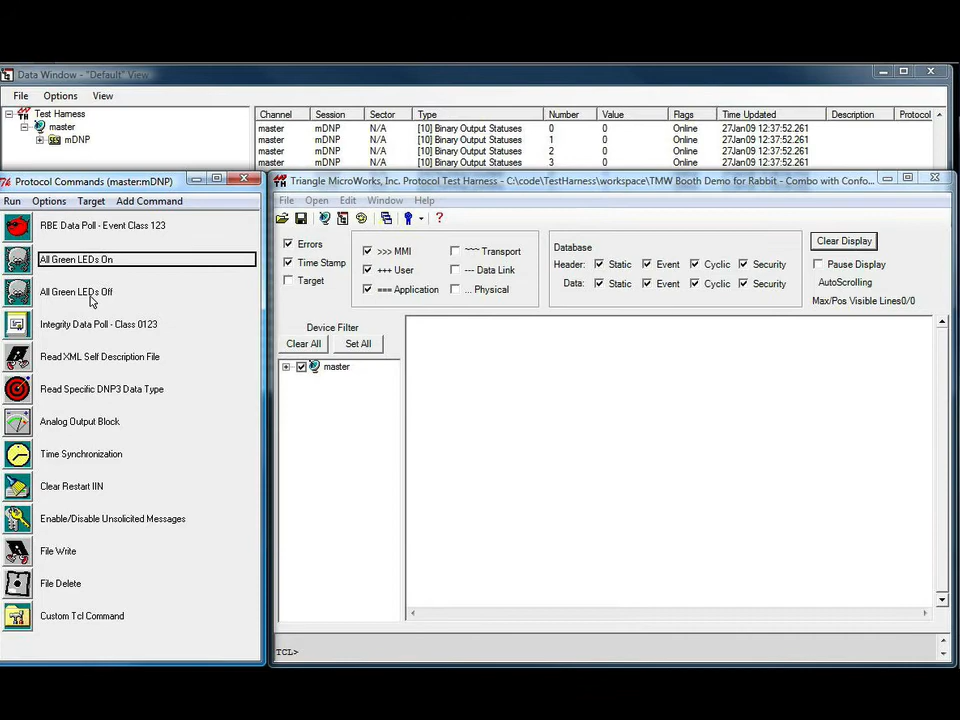 Data Window - "Default" View
File Options View
Test Harness
master
mDNP
Channel Session Sector Type Number Value Flags Time Updated Description Protocol
master mDNP N/A [10] Binary Output Statuses 0 0 Online 27Jan09 12:37:52.261
master mDNP N/A [10] Binary Output Statuses 1 0 Online 27Jan09 12:37:52.261
master mDNP N/A [10] Binary Output Statuses 2 0 Online 27Jan09 12:37:52.261
master mDNP N/A [10] Binary Output Statuses 3 0 Online 27Jan09 12:37:52.261
Protocol Commands (master:mDNP)
Run Options Target Add Command
RBE Data Poll - Event Class 123
All Green LEDs On
All Green LEDs Off
Integrity Data Poll - Class 0123
Read XML Self Description File
Read Specific DNP3 Data Type
Analog Output Block
Time Synchronization
Clear Restart IIN
Enable/Disable Unsolicited Messages
File Write
File Delete
Custom Tcl Command
Triangle MicroWorks, Inc. Protocol Test Harness - C:\code\TestHarness\workspace\TMW Booth Demo for Rabbit - Combo with Confo...
File Open Edit Window Help
Errors
Time Stamp
Target
>>> MMI
+++ User
=== Application
~~~ Transport
--- Data Link
... Physical
Database
Header: Static Event Cyclic Security
Data: Static Event Cyclic Security
Clear Display
Pause Display
AutoScrolling
Max/Pos Visible Lines0/0
Device Filter
Clear All Set All
master
TCL>